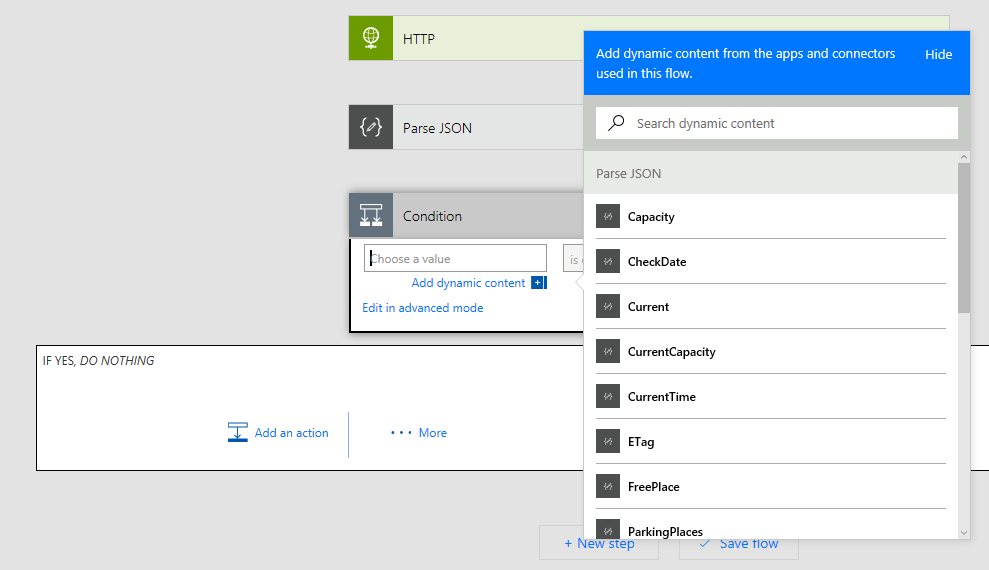 HTTP
Add dynamic content from the apps and connectors
used in this flow.
Hide
Search dynamic content
Parse JSON
Parse JSON
Condition
Choose a value
is
Add dynamic content
Edit in advanced mode
IF YES, DO NOTHING
Add an action
More
Capacity
CheckDate
Current
CurrentCapacity
CurrentTime
ETag
FreePlace
ParkingPlaces
+ New step
Save flow